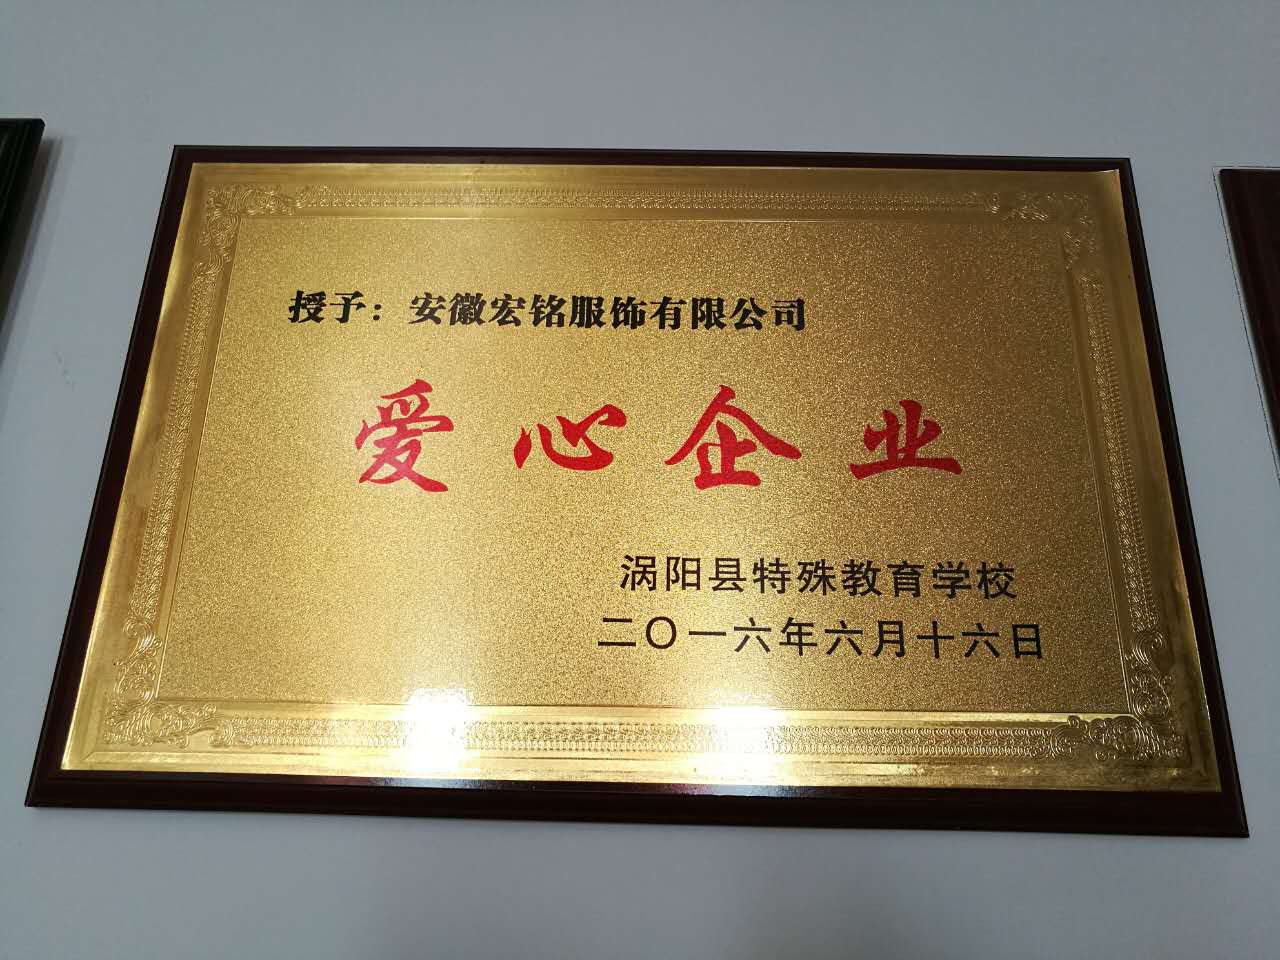 授予：安徽宏铭服饰有限公司
爱心企业
涡阳县特殊教育学校
二〇一六年六月十六日